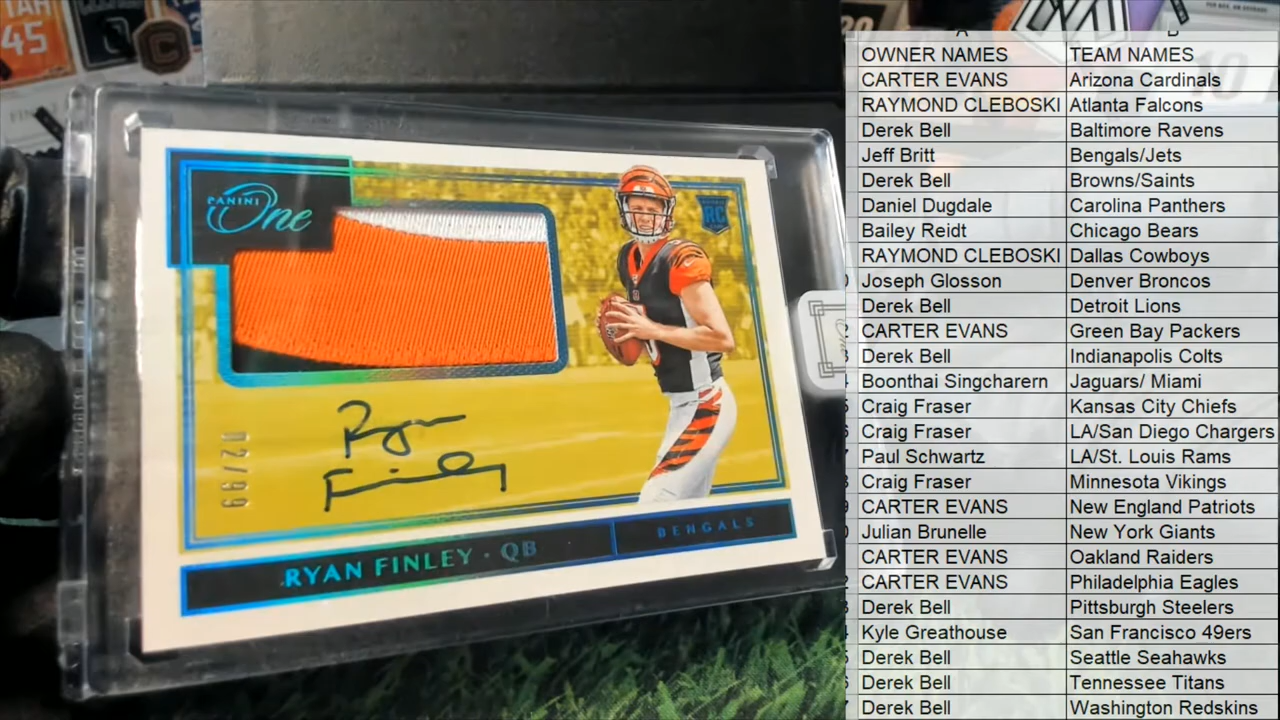 TAH
45
PANINI
One
ROOKIE
RC
02/99
Ryan
Finley
RYAN FINLEY · QB
BENGALS
20
A B
OWNER NAMES TEAM NAMES
CARTER EVANS Arizona Cardinals
RAYMOND CLEBOSKI Atlanta Falcons
Derek Bell Baltimore Ravens
Jeff Britt Bengals/Jets
Derek Bell Browns/Saints
Daniel Dugdale Carolina Panthers
Bailey Reidt Chicago Bears
RAYMOND CLEBOSKI Dallas Cowboys
Joseph Glosson Denver Broncos
Derek Bell Detroit Lions
CARTER EVANS Green Bay Packers
Derek Bell Indianapolis Colts
Boonthai Singcharern Jaguars/ Miami
Craig Fraser Kansas City Chiefs
Craig Fraser LA/San Diego Chargers
Paul Schwartz LA/St. Louis Rams
Craig Fraser Minnesota Vikings
CARTER EVANS New England Patriots
Julian Brunelle New York Giants
CARTER EVANS Oakland Raiders
CARTER EVANS Philadelphia Eagles
Derek Bell Pittsburgh Steelers
Kyle Greathouse San Francisco 49ers
Derek Bell Seattle Seahawks
Derek Bell Tennessee Titans
Derek Bell Washington Redskins